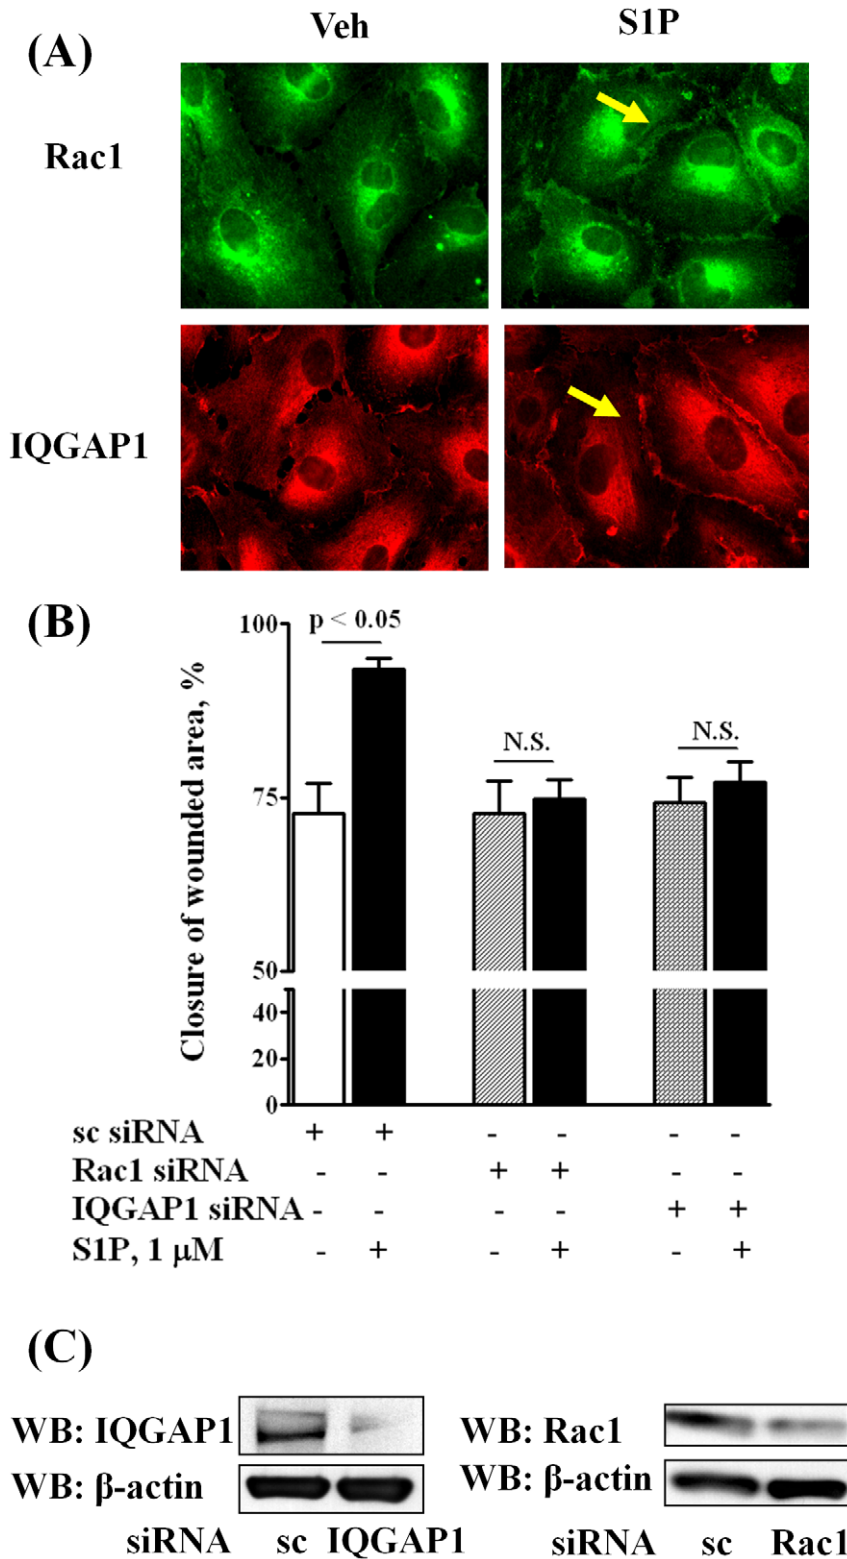 (A)
Veh
S1P
Rac1
IQGAP1
(B)
Closure of wounded area, %
100
75
50
40
20
0
p < 0.05
N.S.
N.S.
sc siRNA + + - - - -
Rac1 siRNA - - + + - -
IQGAP1 siRNA - - - - + +
S1P, 1 μM - + - + - +
(C)
WB: IQGAP1
WB: β-actin
siRNA sc IQGAP1
WB: Rac1
WB: β-actin
siRNA sc Rac1